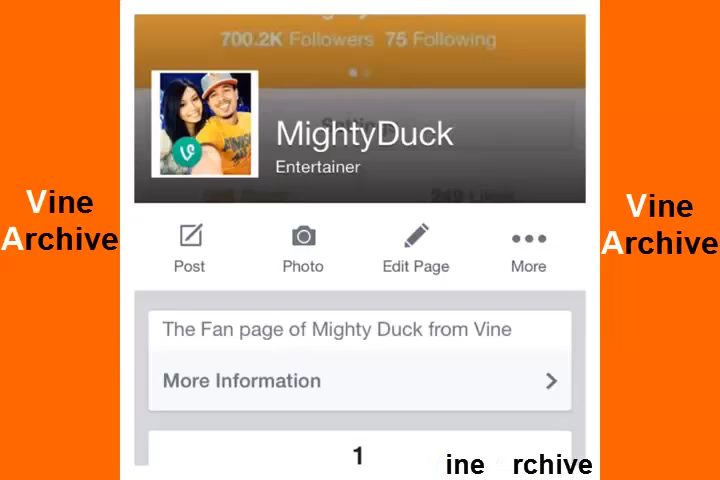 700.2K Followers 75 Following
MightyDuck
Entertainer
Vine
Archive
Vine
Archive
Post
Photo
Edit Page
More
The Fan page of Mighty Duck from Vine
More Information
1
ine rchive